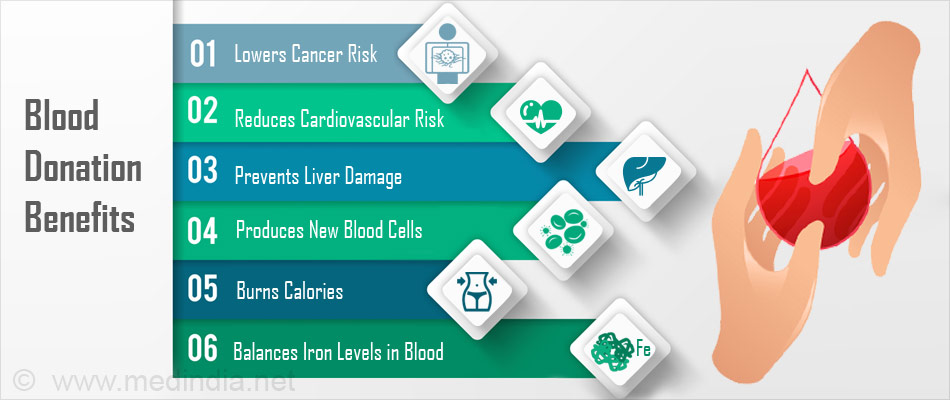 Blood
Donation
Benefits
01 Lowers Cancer Risk
02 Reduces Cardiovascular Risk
03 Prevents Liver Damage
04 Produces New Blood Cells
05 Burns Calories
06 Balances Iron Levels in Blood
Fe
© www.medindia.net